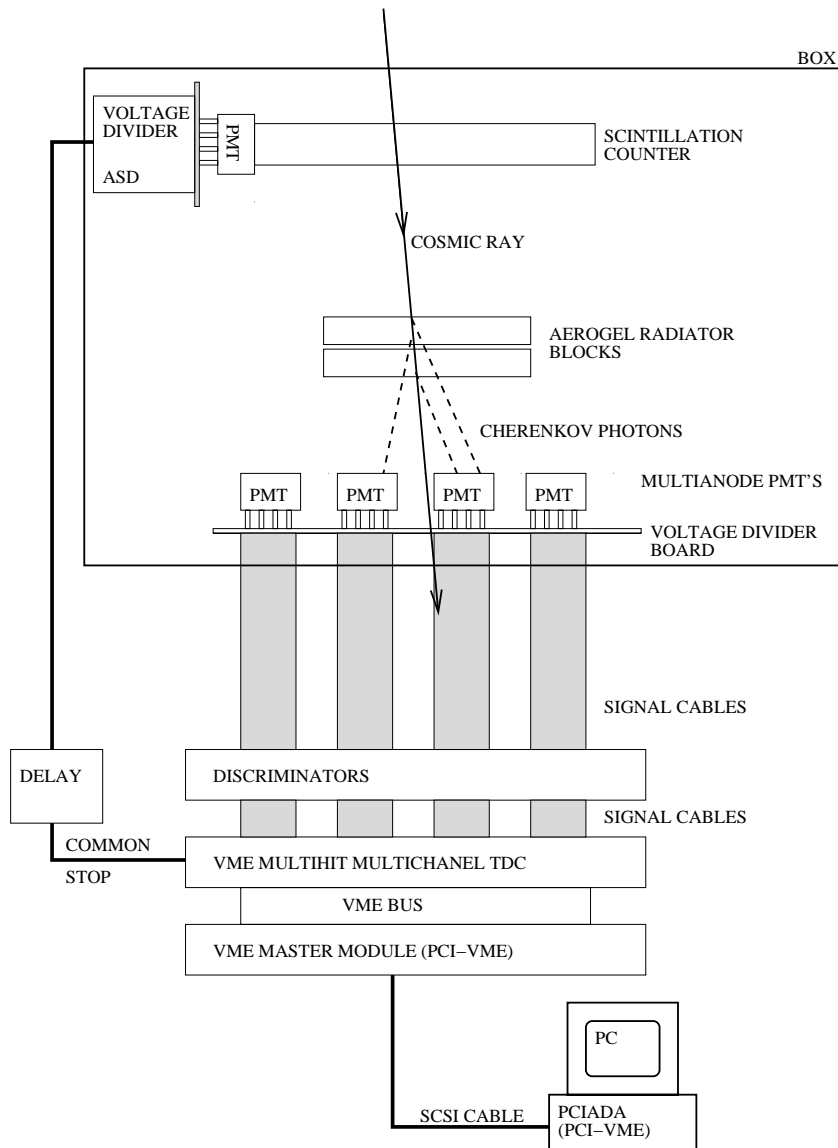 BOX
VOLTAGE
DIVIDER
ASD
PMT
SCINTILLATION
COUNTER
COSMIC RAY
AEROGEL RADIATOR
BLOCKS
CHERENKOV PHOTONS
MULTIANODE PMT'S
PMT
PMT
PMT
PMT
VOLTAGE DIVIDER
BOARD
SIGNAL CABLES
DELAY
DISCRIMINATORS
SIGNAL CABLES
COMMON
STOP
VME MULTIHIT MULTICHANEL TDC
VME BUS
VME MASTER MODULE (PCI−VME)
PC
SCSI CABLE
PCIADA
(PCI−VME)